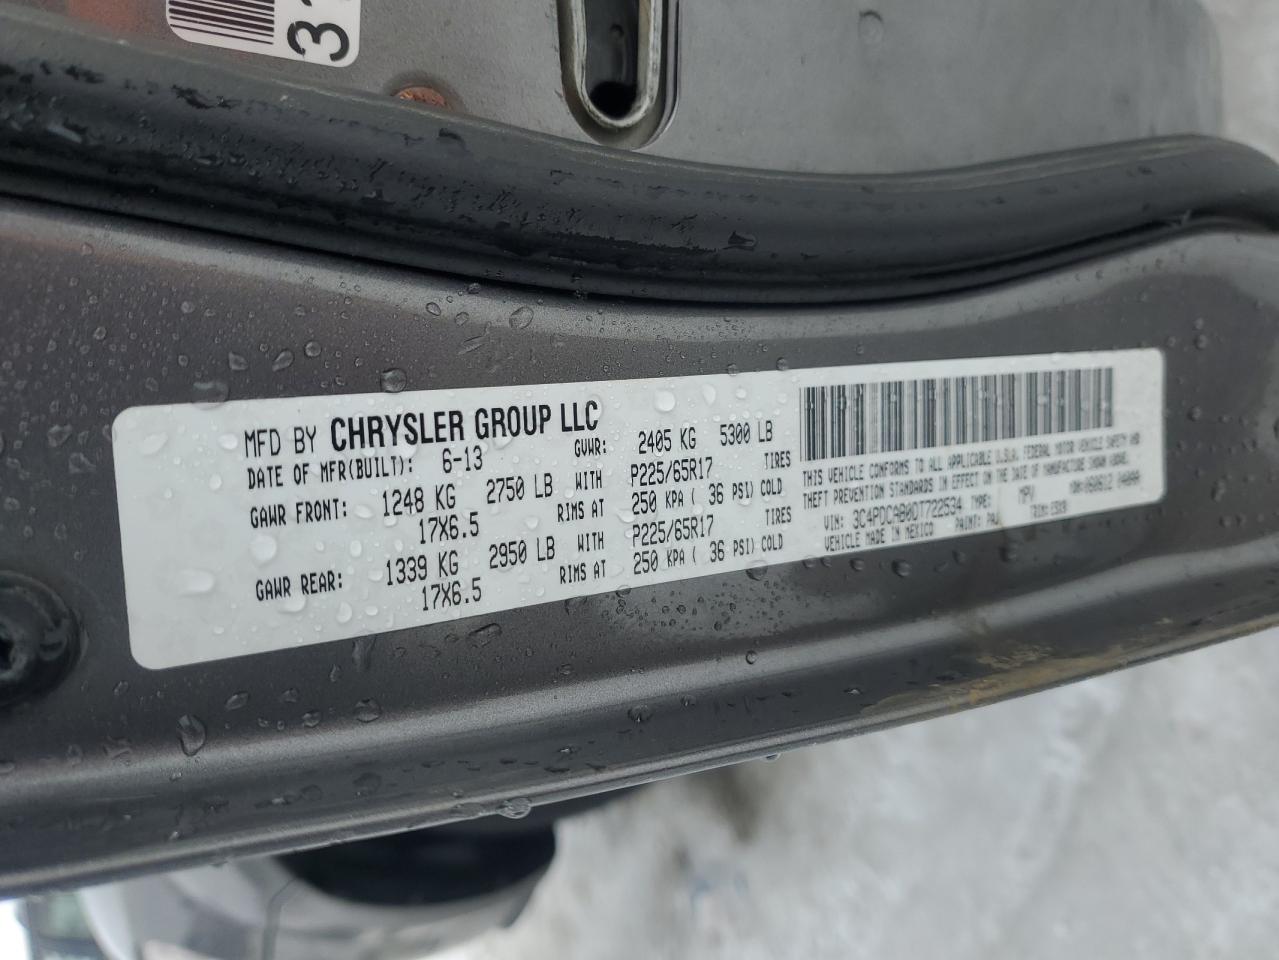 31
MFD BY CHRYSLER GROUP LLC
DATE OF MFR(BUILT): 6-13 GVWR: 2405 KG 5300 LB
GAWR FRONT: 1248 KG 2750 LB WITH P225/65R17 TIRES
17X6.5 RIMS AT 250 KPA ( 36 PSI) COLD
GAWR REAR: 1339 KG 2950 LB WITH P225/65R17 TIRES
17X6.5 RIMS AT 250 KPA ( 36 PSI) COLD
THIS VEHICLE CONFORMS TO ALL APPLICABLE U.S.A. FEDERAL MOTOR VEHICLE SAFETY AND
THEFT PREVENTION STANDARDS IN EFFECT ON THE DATE OF MANUFACTURE SHOWN ABOVE.
VIN: 3C4PDCAB0DT722534 TYPE: MPV
VEHICLE MADE IN MEXICO PAINT: TRIM: